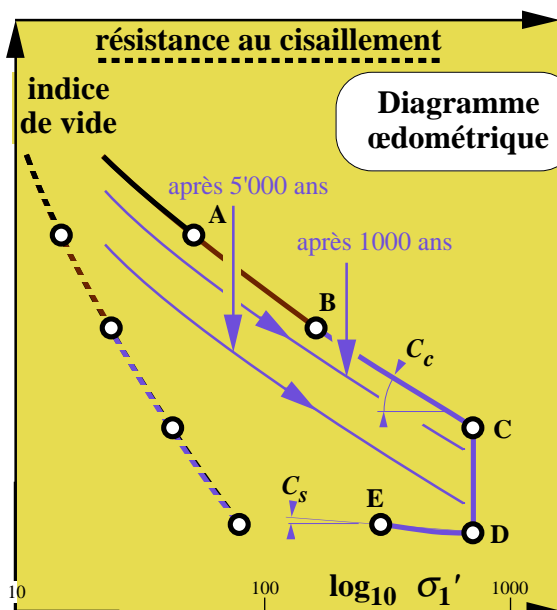 résistance au cisaillement
indice
de vide
Diagramme
œdométrique
après 5'000 ans
A
après 1000 ans
B
Cc
C
Cs
E
D
10
100
1000
log10 σ1'